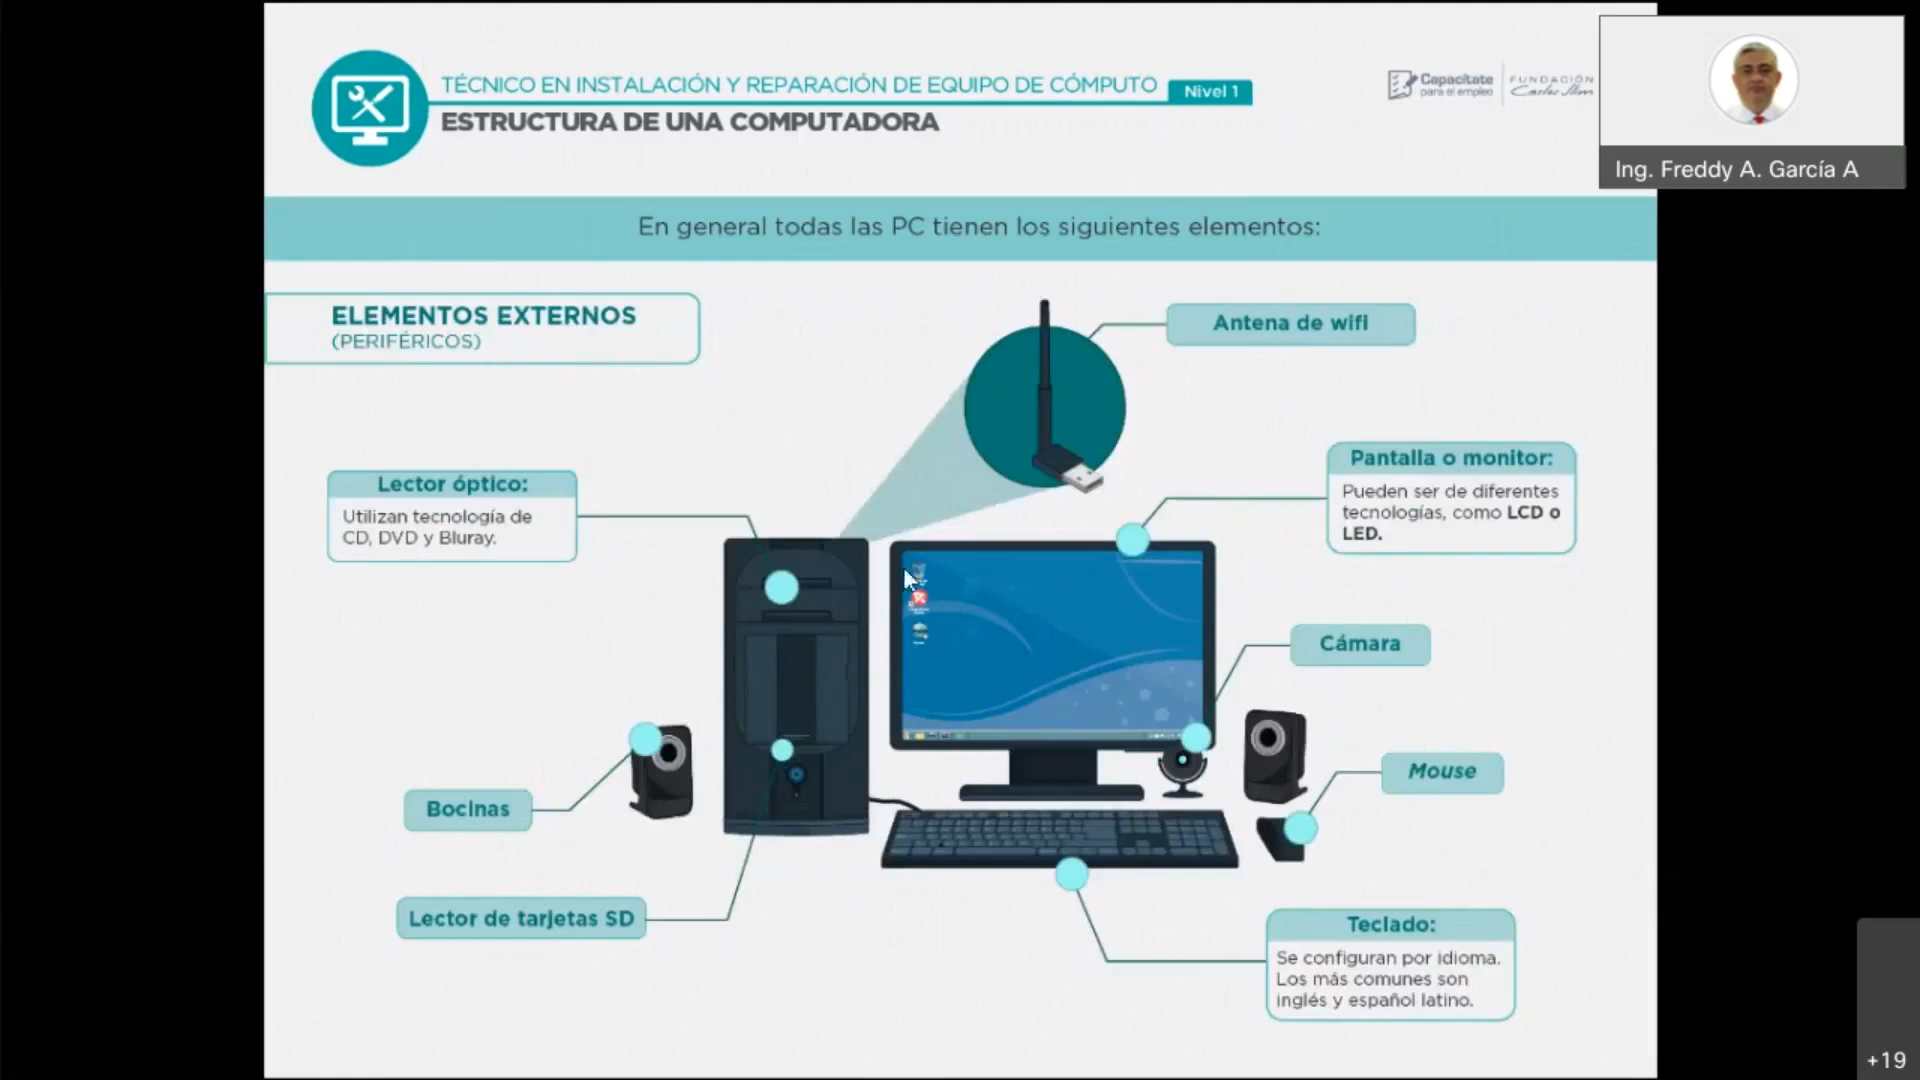 TÉCNICO EN INSTALACIÓN Y REPARACIÓN DE EQUIPO DE CÓMPUTO
Nivel 1
ESTRUCTURA DE UNA COMPUTADORA
Capacítate
para el empleo
FUNDACIÓN
Carlos Slim
Ing. Freddy A. García A
En general todas las PC tienen los siguientes elementos:
ELEMENTOS EXTERNOS
(PERIFÉRICOS)
Antena de wifi
Lector óptico:
Utilizan tecnología de
CD, DVD y Bluray.
Pantalla o monitor:
Pueden ser de diferentes
tecnologías, como LCD o
LED.
Cámara
Mouse
Bocinas
Lector de tarjetas SD
Teclado:
Se configuran por idioma.
Los más comunes son
inglés y español latino.
+19